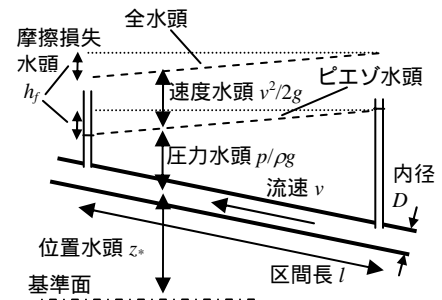 全水頭
摩擦損失
水頭
hf
ピエゾ水頭
速度水頭 v²/2g
圧力水頭 p/ρg
流速 v
内径
D
位置水頭 z*
区間長 l
基準面